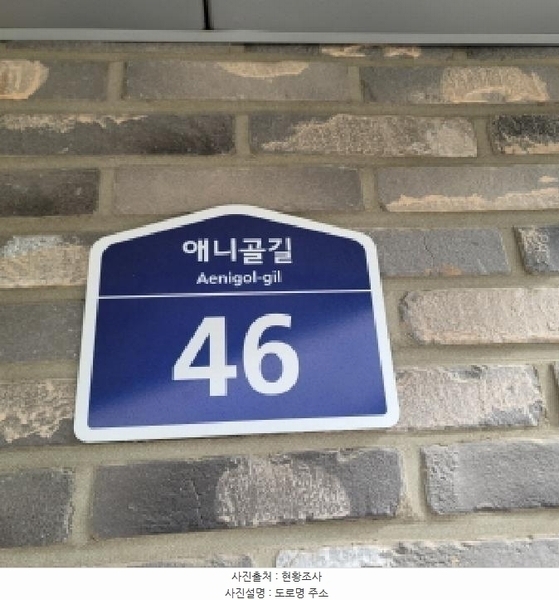 애니골길
Aenigol-gil
46
사진출처 : 현황조사
사진설명 : 도로명 주소